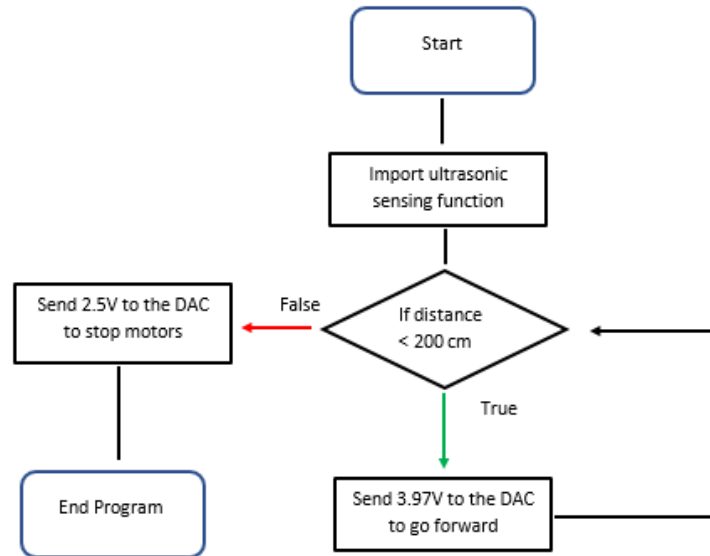 Start
Import ultrasonic
sensing function
If distance
< 200 cm
False
Send 2.5V to the DAC
to stop motors
True
End Program
Send 3.97V to the DAC
to go forward